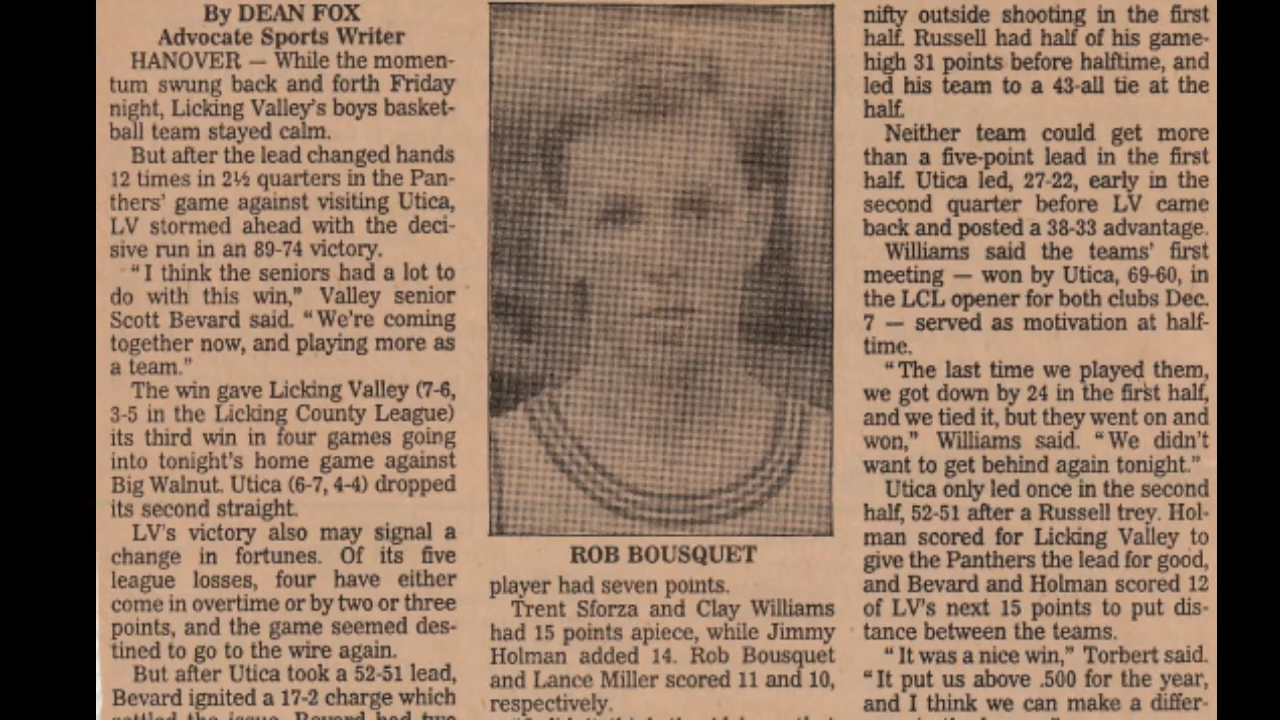 By DEAN FOX
Advocate Sports Writer
HANOVER — While the momen-
tum swung back and forth Friday
night, Licking Valley's boys basket-
ball team stayed calm.
But after the lead changed hands
12 times in 2½ quarters in the Pan-
thers' game against visiting Utica,
LV stormed ahead with the deci-
sive run in an 89-74 victory.
"I think the seniors had a lot to
do with this win," Valley senior
Scott Bevard said. "We're coming
together now, and playing more as
a team."
The win gave Licking Valley (7-6,
3-5 in the Licking County League)
its third win in four games going
into tonight's home game against
Big Walnut. Utica (6-7, 4-4) dropped
its second straight.
LV's victory also may signal a
change in fortunes. Of its five
league losses, four have either
come in overtime or by two or three
points, and the game seemed des-
tined to go to the wire again.
But after Utica took a 52-51 lead,
Bevard ignited a 17-2 charge which
ROB BOUSQUET
player had seven points.
Trent Sforza and Clay Williams
had 15 points apiece, while Jimmy
Holman added 14. Rob Bousquet
and Lance Miller scored 11 and 10,
respectively.
nifty outside shooting in the first
half. Russell had half of his game-
high 31 points before halftime, and
led his team to a 43-all tie at the
half.
Neither team could get more
than a five-point lead in the first
half. Utica led, 27-22, early in the
second quarter before LV came
back and posted a 38-33 advantage.
Williams said the teams' first
meeting — won by Utica, 69-60, in
the LCL opener for both clubs Dec.
7 — served as motivation at half-
time.
"The last time we played them,
we got down by 24 in the first half,
and we tied it, but they went on and
won," Williams said. "We didn't
want to get behind again tonight."
Utica only led once in the second
half, 52-51 after a Russell trey. Hol-
man scored for Licking Valley to
give the Panthers the lead for good,
and Bevard and Holman scored 12
of LV's next 15 points to put dis-
tance between the teams.
"It was a nice win," Torbert said.
"It put us above .500 for the year,
and I think we can make a differ-